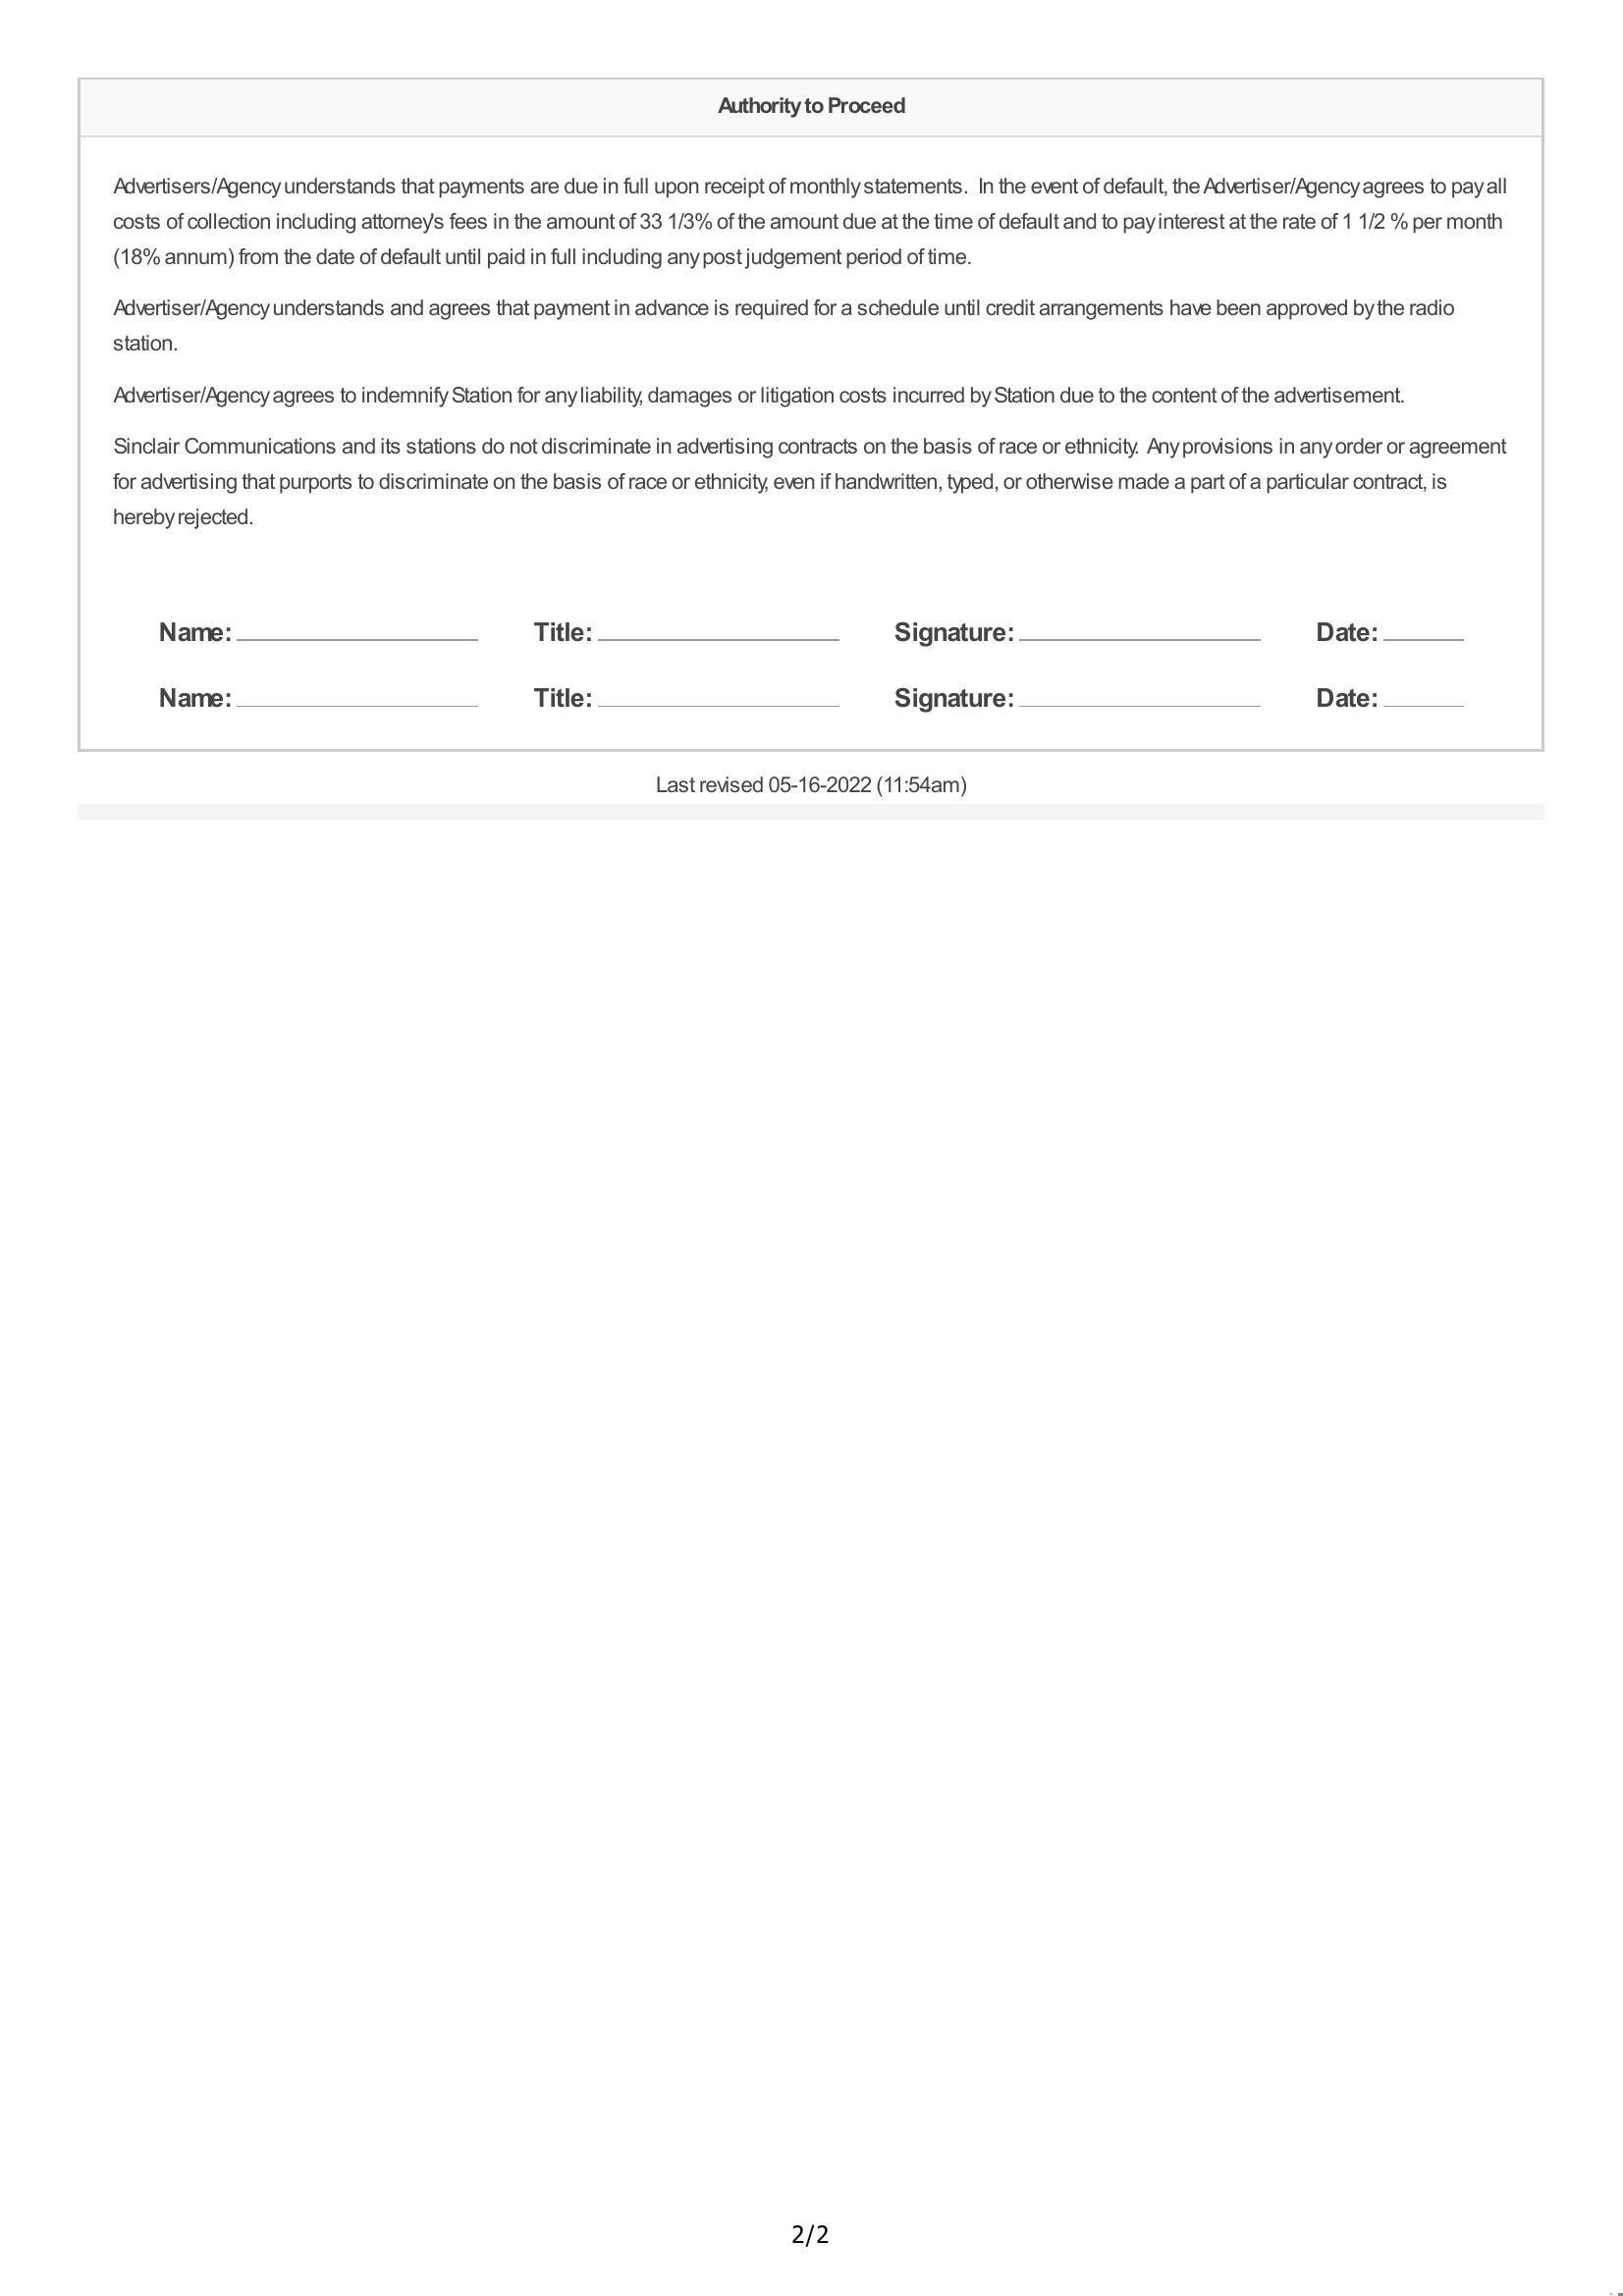 Authority to Proceed
Advertisers/Agency understands that payments are due in full upon receipt of monthly statements.  In the event of default, the Advertiser/Agency agrees to pay all
costs of collection including attorney's fees in the amount of 33 1/3% of the amount due at the time of default and to pay interest at the rate of 1 1/2 % per month
(18% annum) from the date of default until paid in full including any post judgement period of time.
Advertiser/Agency understands and agrees that payment in advance is required for a schedule until credit arrangements have been approved by the radio
station.
Advertiser/Agency agrees to indemnify Station for any liability, damages or litigation costs incurred by Station due to the content of the advertisement.
Sinclair Communications and its stations do not discriminate in advertising contracts on the basis of race or ethnicity.  Any provisions in any order or agreement
for advertising that purports to discriminate on the basis of race or ethnicity, even if handwritten, typed, or otherwise made a part of a particular contract, is
hereby rejected.
Name: Title: Signature: Date:
Name: Title: Signature: Date:
Last revised 05-16-2022 (11:54am)
2/2